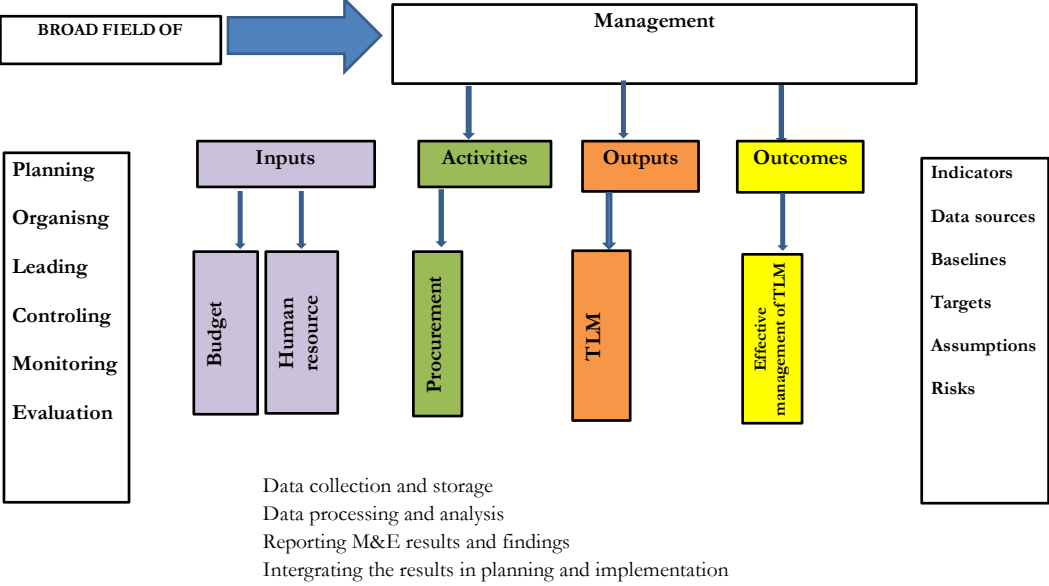 BROAD FIELD OF
Management
Inputs
Activities
Outputs
Outcomes
Planning
Organisng
Leading
Controling
Monitoring
Evaluation
Budget
Human
resource
Procurement
TLM
Effective
management of TLM
Indicators
Data sources
Baselines
Targets
Assumptions
Risks
Data collection and storage
Data processing and analysis
Reporting M&E results and findings
Intergrating the results in planning and implementation